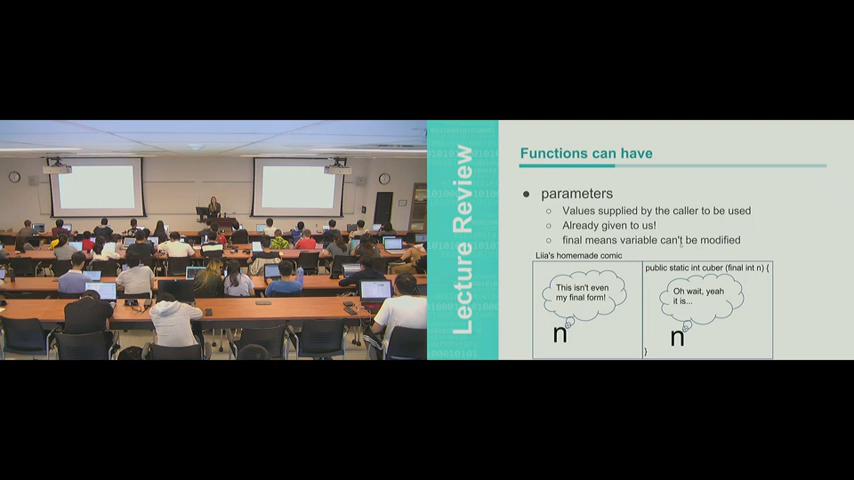 Lecture Review
Functions can have
● parameters
○ Values supplied by the caller to be used
○ Already given to us!
○ final means variable can't be modified
Liia's homemade comic
This isn't even
my final form!
n
public static int cuber (final int n) {
Oh wait, yeah
it is...
n
}